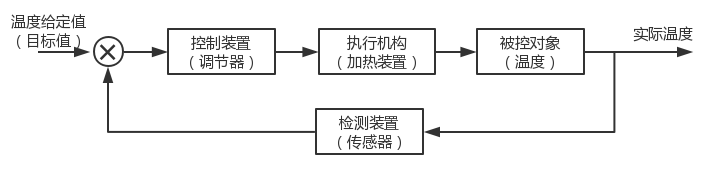 温度给定值
（目标值）
控制装置
（调节器）
执行机构
（加热装置）
被控对象
（温度）
实际温度
检测装置
（传感器）